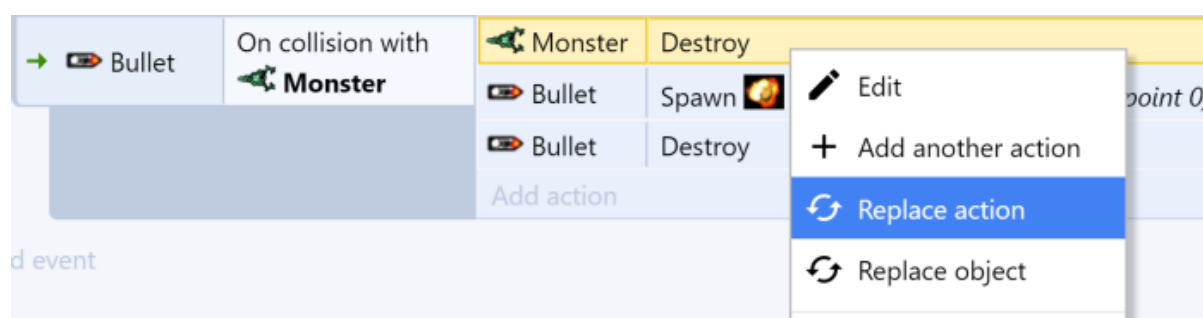 Bullet
On collision with
Monster
Monster Destroy
Bullet Spawn
Bullet Destroy
Add action
Edit
Add another action
Replace action
Replace object
point 0
d event